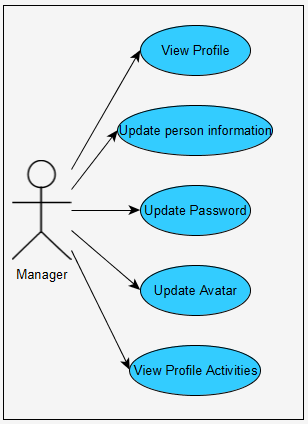 View Profile
Update person information
Update Password
Manager
Update Avatar
View Profile Activities